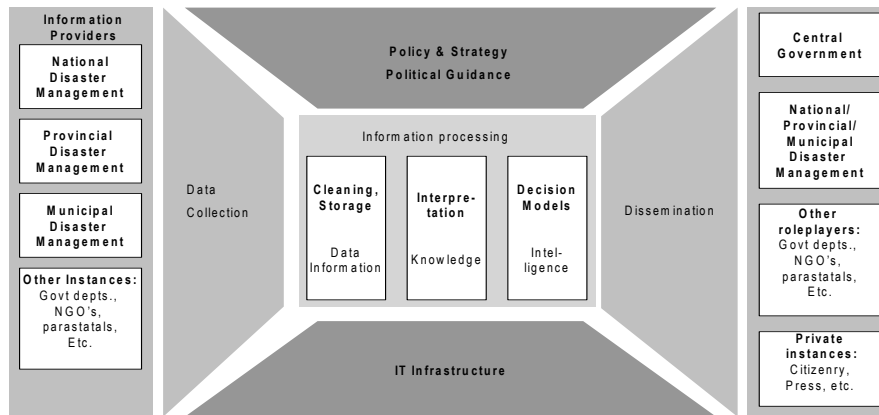 Information
Providers
National
Disaster
Management
Provincial
Disaster
Management
Municipal
Disaster
Management
Other Instances:
Govt depts.,
NGO's,
parastatals,
Etc.
Data
Collection
Policy & Strategy
Political Guidance
Information processing
Cleaning,
Storage
Data
Information
Interpre-
tation
Knowledge
Decision
Models
Intel-
ligence
IT Infrastructure
Dissemination
Central
Government
National/
Provincial/
Municipal
Disaster
Management
Other
roleplayers:
Govt depts.,
NGO's,
parastatals,
Etc.
Private
instances:
Citizenry,
Press, etc.